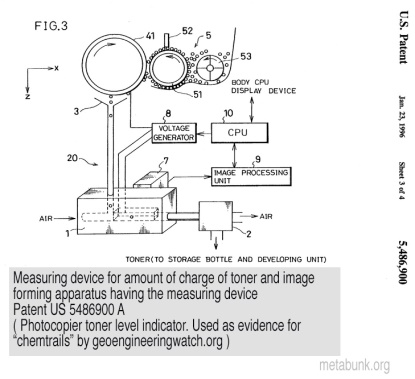 FIG.3
41
52
5
53
X
Z
3
51
8
VOLTAGE
GENERATOR
10
CPU
BODY CPU
DISPLAY DEVICE
20
7
9
IMAGE PROCESSING
UNIT
AIR
1
2
AIR
TONER(TO STORAGE BOTTLE AND DEVELOPING UNIT)
U.S. Patent
Jan. 23, 1996
Sheet 3 of 4
5,486,900
Measuring device for amount of charge of toner and image
forming apparatus having the measuring device
Patent US 5486900 A
( Photocopier toner level indicator. Used as evidence for
"chemtrails" by geoengineeringwatch.org )
metabunk.org